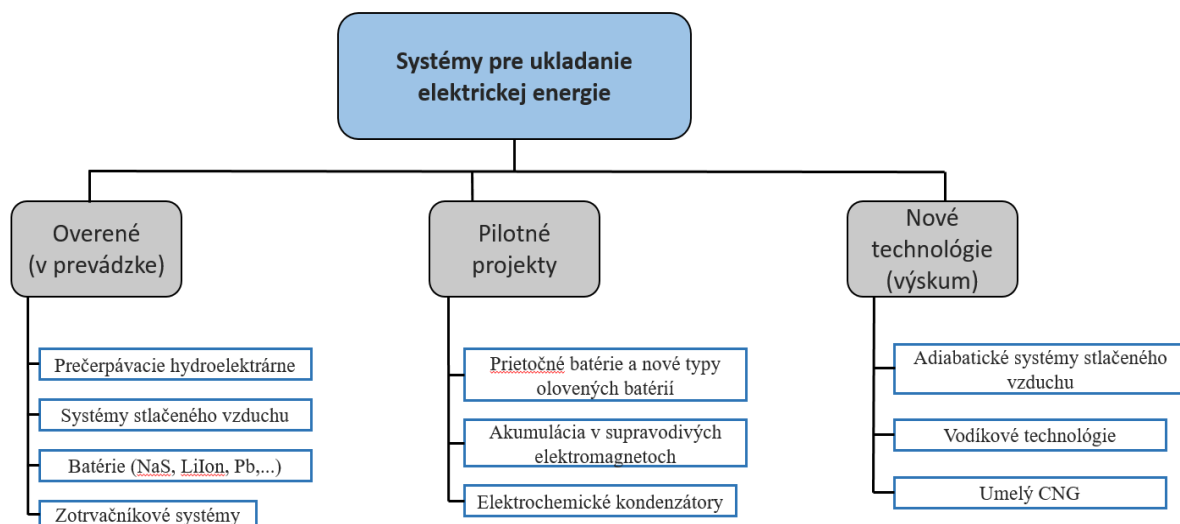 Systémy pre ukladanie
elektrickej energie
Overené
(v prevádzke)
Prečerpávacie hydroelektrárne
Systémy stlačeného vzduchu
Batérie (NaS, LiIon, Pb,...)
Zotrvačníkové systémy
Pilotné
projekty
Prietočné batérie a nové typy
olovených batérií
Akumulácia v supravodivých
elektromagnetoch
Elektrochemické kondenzátory
Nové
technológie
(výskum)
Adiabatické systémy stlačeného
vzduchu
Vodíkové technológie
Umelý CNG